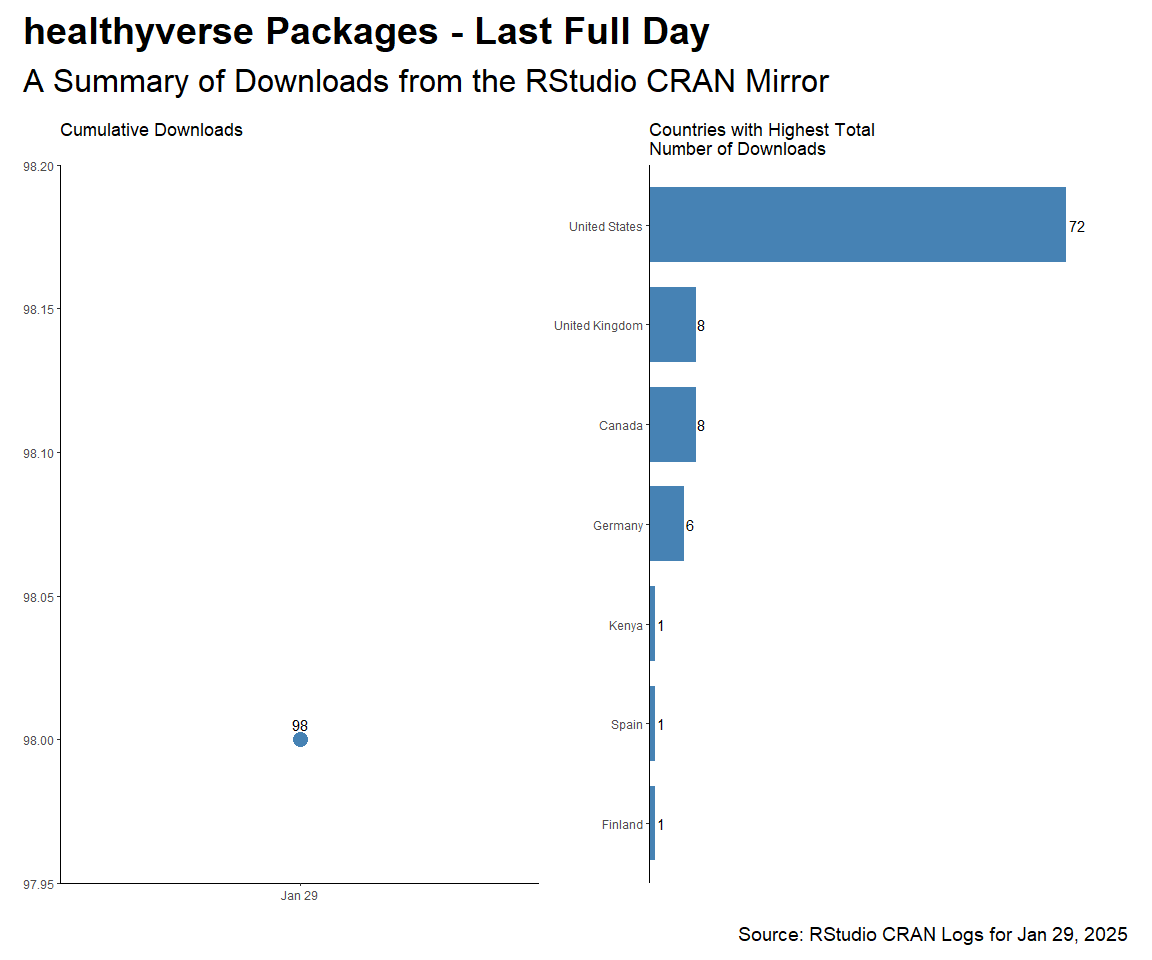 healthyverse Packages - Last Full Day
A Summary of Downloads from the RStudio CRAN Mirror
Cumulative Downloads
98.20
98.15
98.10
98.05
98.00
97.95
98
Jan 29
Countries with Highest Total
Number of Downloads
United States 72
United Kingdom 8
Canada 8
Germany 6
Kenya 1
Spain 1
Finland 1
Source: RStudio CRAN Logs for Jan 29, 2025